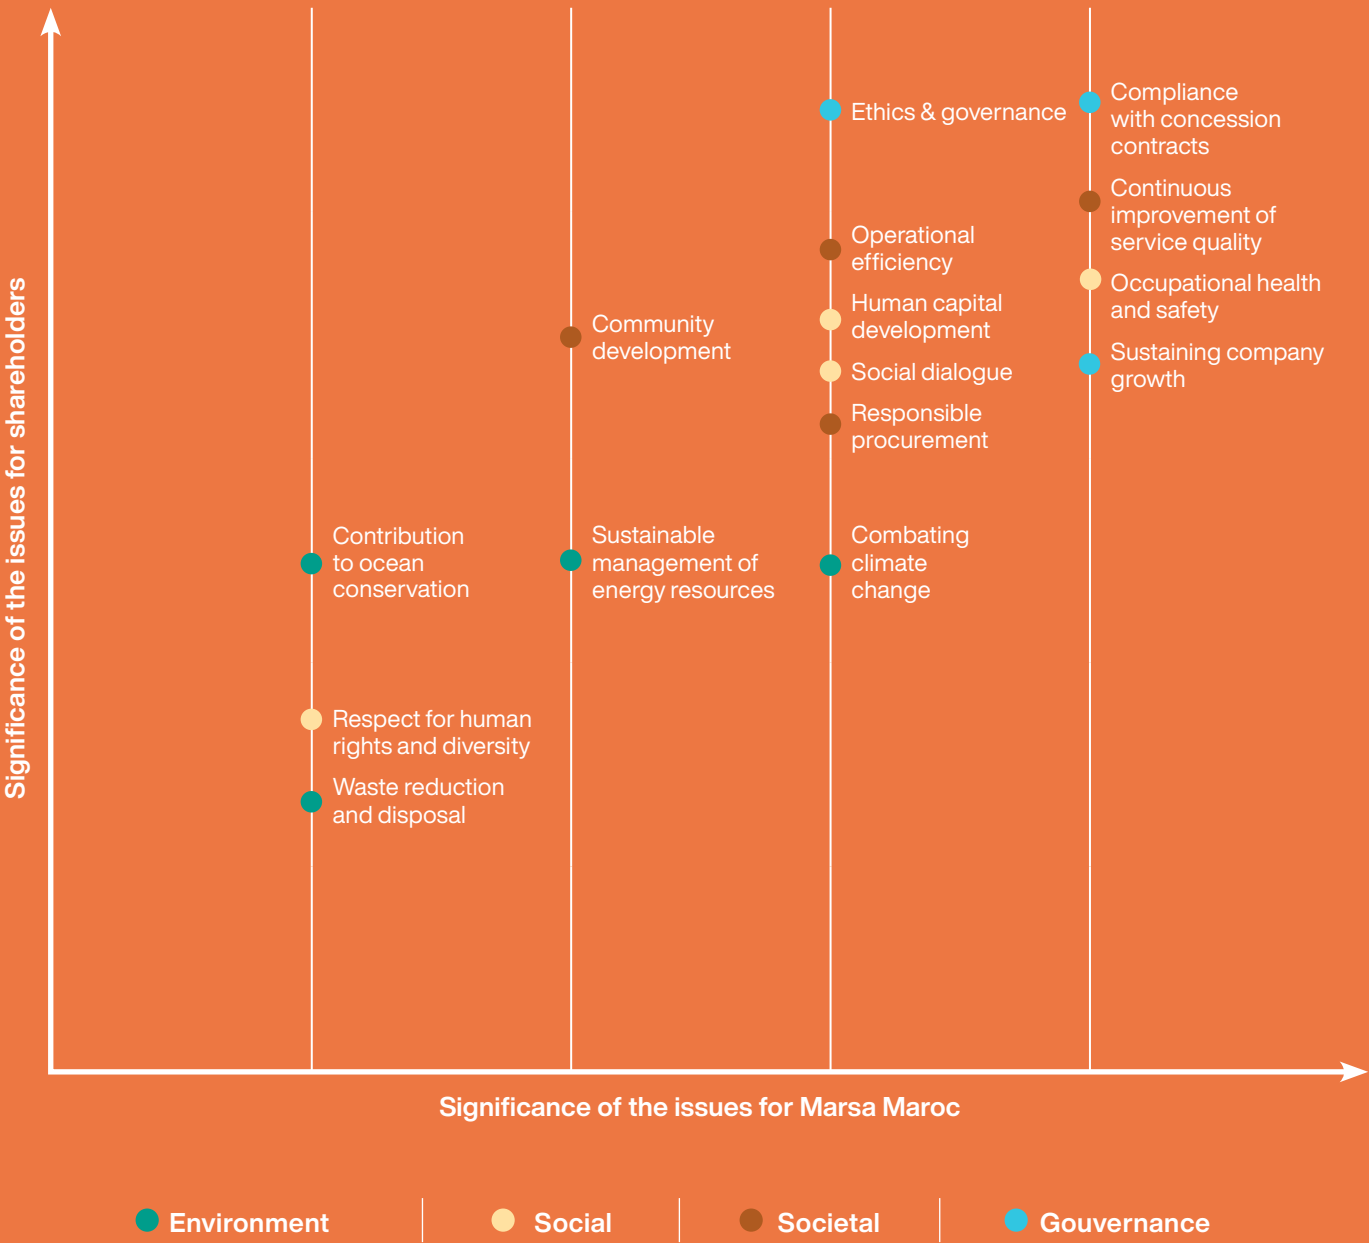 Significance of the issues for shareholders
Ethics & governance
Compliance
with concession
contracts
Continuous
improvement of
service quality
Operational
efficiency
Occupational health
and safety
Human capital
development
Community
development
Sustaining company
growth
Social dialogue
Responsible
procurement
Contribution
to ocean
conservation
Sustainable
management of
energy resources
Combating
climate
change
Respect for human
rights and diversity
Waste reduction
and disposal
Significance of the issues for Marsa Maroc
Environment
Social
Societal
Gouvernance